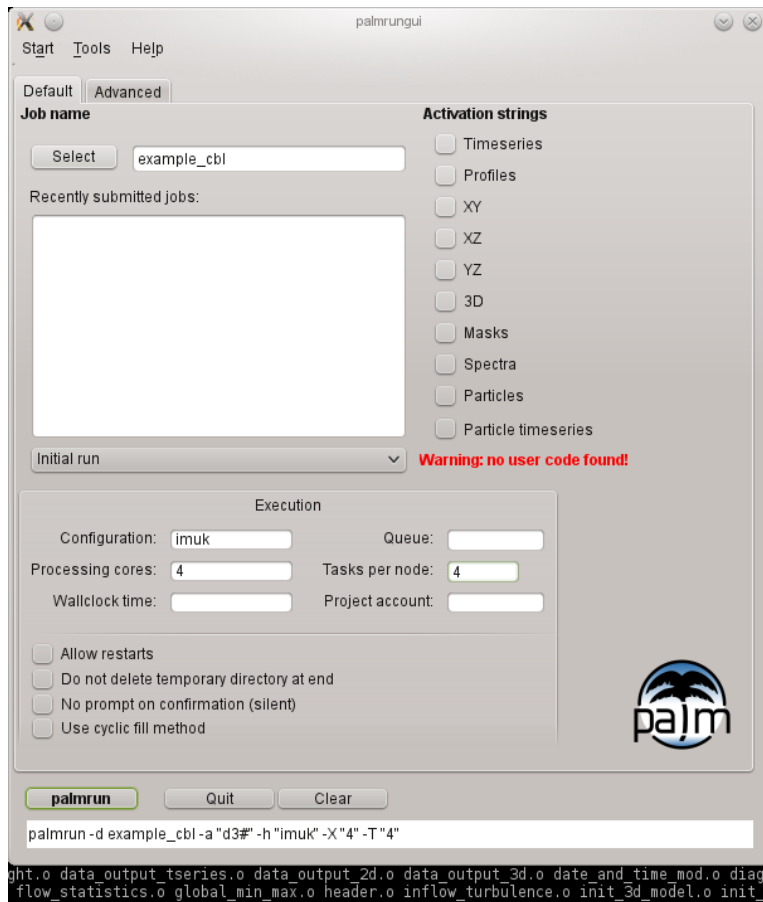 palmrungui
Start Tools Help
Default Advanced
Job name
Select example_cbl
Recently submitted jobs:
Initial run
Activation strings
Timeseries
Profiles
XY
XZ
YZ
3D
Masks
Spectra
Particles
Particle timeseries
Warning: no user code found!
Execution
Configuration: imuk Queue:
Processing cores: 4 Tasks per node: 4
Wallclock time: Project account:
Allow restarts
Do not delete temporary directory at end
No prompt on confirmation (silent)
Use cyclic fill method
palm
palmrun Quit Clear
palmrun -d example_cbl -a "d3#" -h "imuk" -X "4" -T "4"
ght.o data_output_tseries.o data_output_2d.o data_output_3d.o date_and_time_mod.o diag
flow_statistics.o global_min_max.o header.o inflow_turbulence.o init_3d_model.o init_